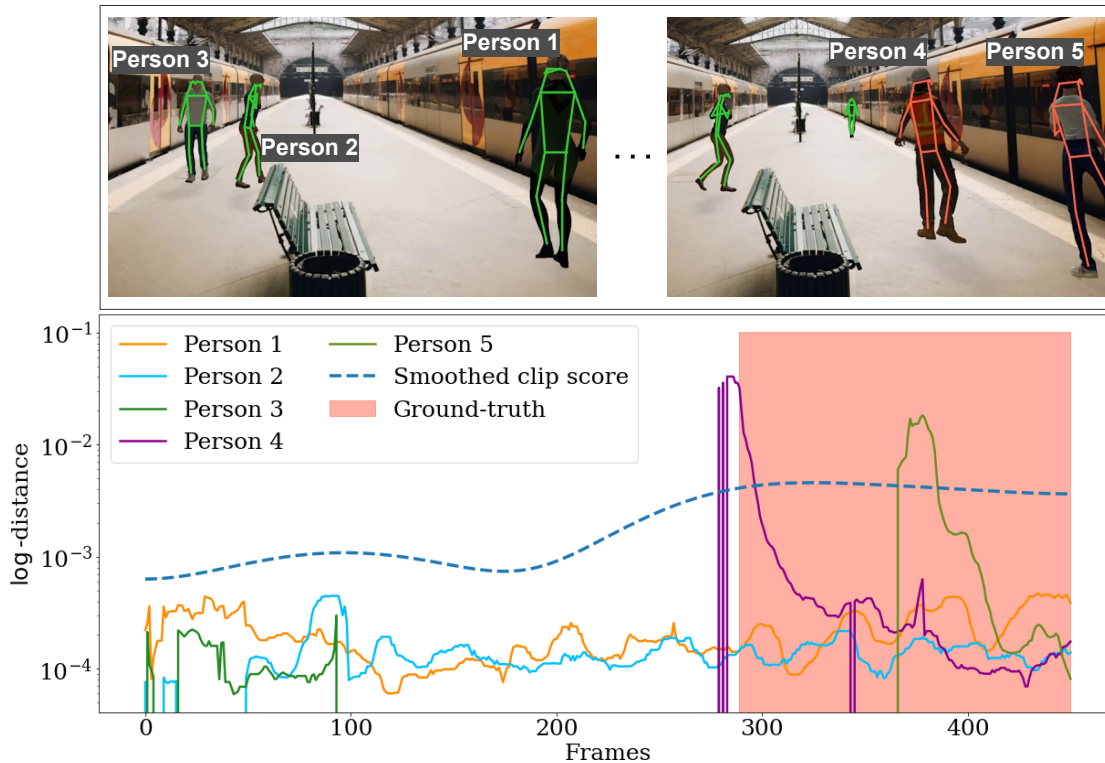 Person 3
Person 2
Person 1
...
Person 4
Person 5
10⁻¹
10⁻²
10⁻³
10⁻⁴
log-distance
Person 1
Person 2
Person 3
Person 4
Person 5
Smoothed clip score
Ground-truth
0 100 200 300 400
Frames